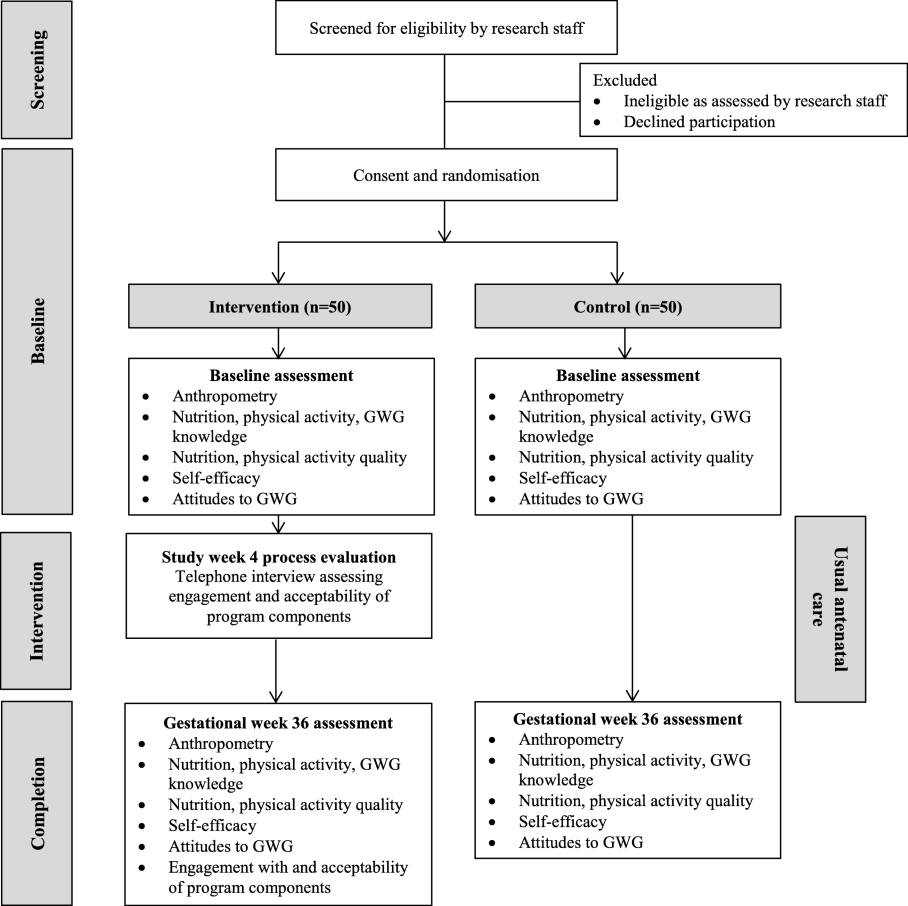 Screening
Screened for eligibility by research staff
Excluded
• Ineligible as assessed by research staff
• Declined participation
Baseline
Consent and randomisation
Intervention (n=50)
Control (n=50)
Baseline assessment
• Anthropometry
• Nutrition, physical activity, GWG
knowledge
• Nutrition, physical activity quality
• Self-efficacy
• Attitudes to GWG
Baseline assessment
• Anthropometry
• Nutrition, physical activity, GWG
knowledge
• Nutrition, physical activity quality
• Self-efficacy
• Attitudes to GWG
Intervention
Study week 4 process evaluation
Telephone interview assessing
engagement and acceptability of
program components
Usual antenatal
care
Completion
Gestational week 36 assessment
• Anthropometry
• Nutrition, physical activity, GWG
knowledge
• Nutrition, physical activity quality
• Self-efficacy
• Attitudes to GWG
• Engagement with and acceptability
of program components
Gestational week 36 assessment
• Anthropometry
• Nutrition, physical activity, GWG
knowledge
• Nutrition, physical activity quality
• Self-efficacy
• Attitudes to GWG